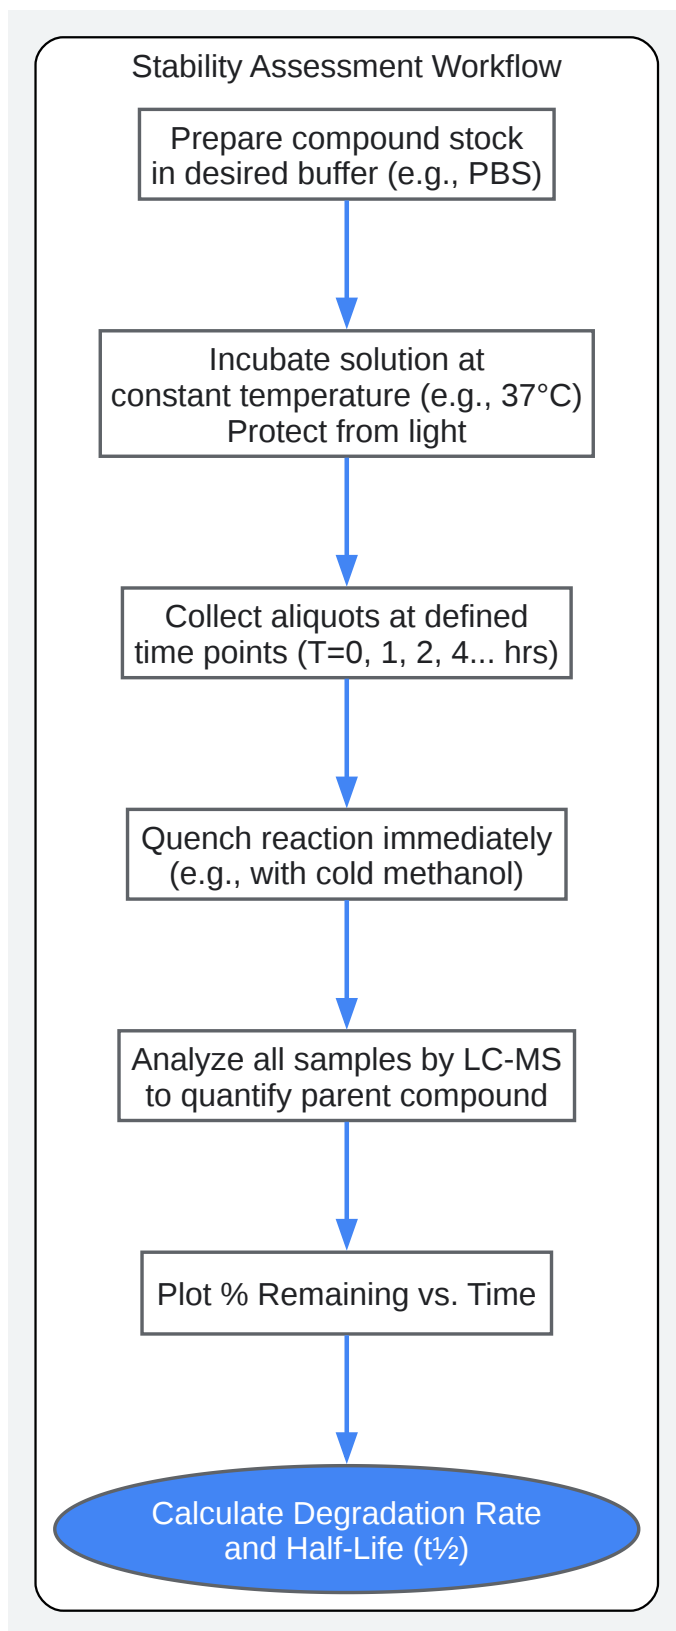 Stability Assessment Workflow
Prepare compound stock
in desired buffer (e.g., PBS)
Incubate solution at
constant temperature (e.g., 37°C)
Protect from light
Collect aliquots at defined
time points (T=0, 1, 2, 4... hrs)
Quench reaction immediately
(e.g., with cold methanol)
Analyze all samples by LC-MS
to quantify parent compound
Plot % Remaining vs. Time
Calculate Degradation Rate
and Half-Life (t½)